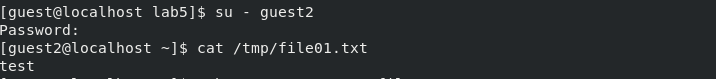 [guest@localhost lab5]$ su - guest2
Password:
[guest2@localhost ~]$ cat /tmp/file01.txt
test